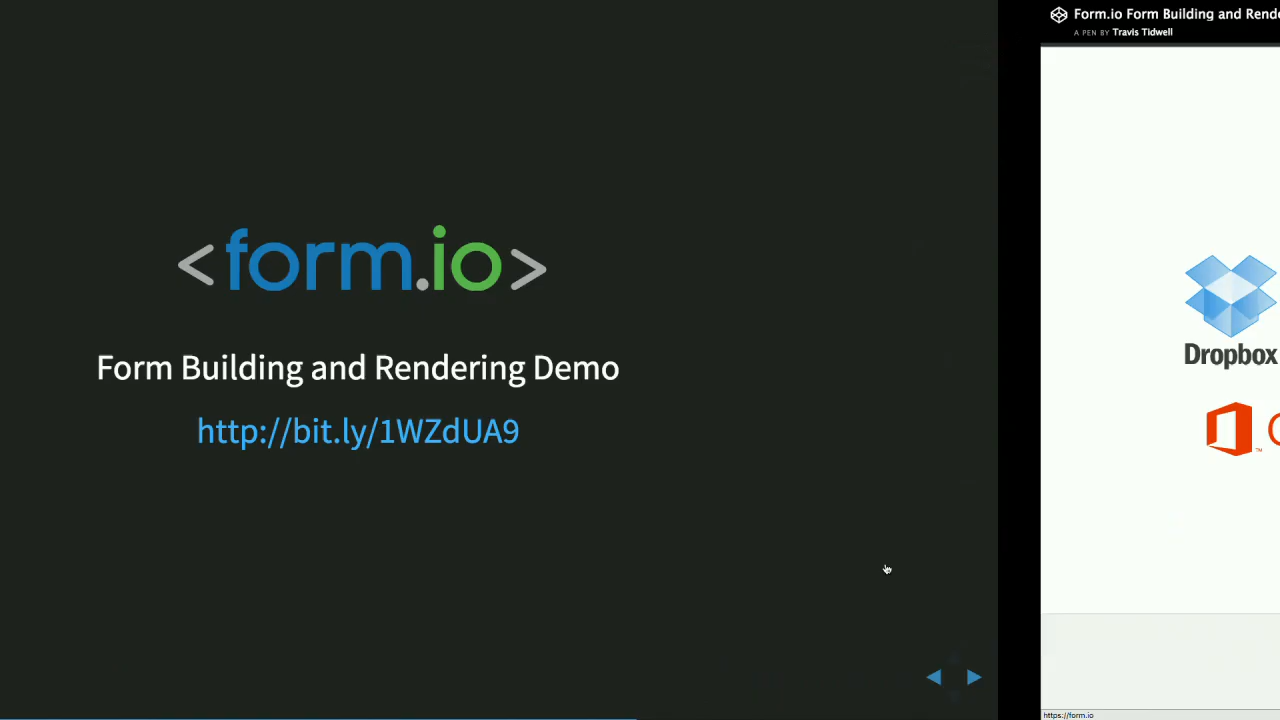 <form.io>
Form Building and Rendering Demo
http://bit.ly/1WZdUA9
Form.io Form Building and Rende
A PEN BY Travis Tidwell
Dropbox
https://form.io